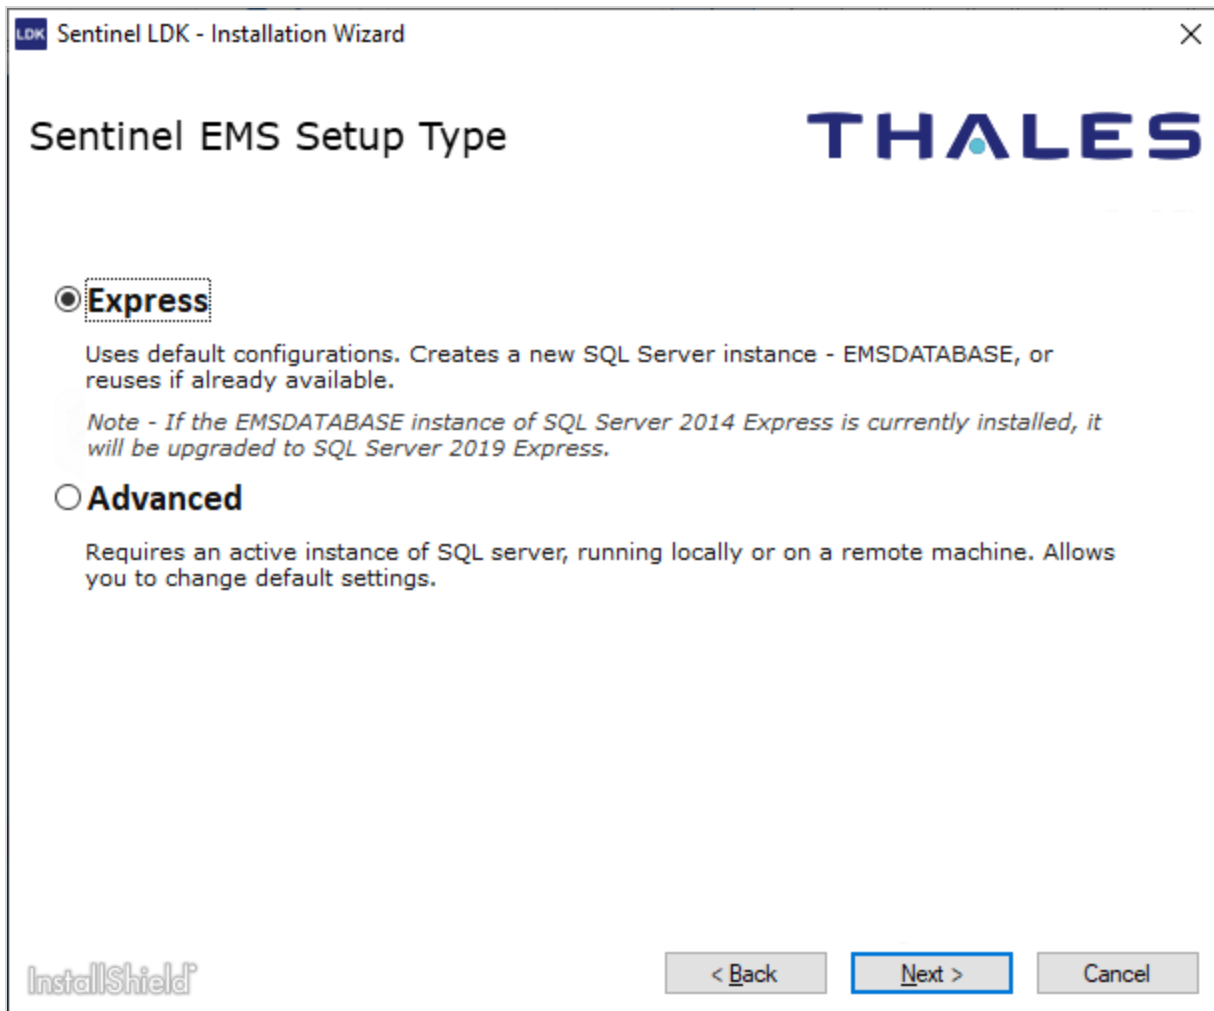 LDK Sentinel LDK - Installation Wizard
Sentinel EMS Setup Type
THALES
Express
Uses default configurations. Creates a new SQL Server instance - EMSDATABASE, or
reuses if already available.
Note - If the EMSDATABASE instance of SQL Server 2014 Express is currently installed, it
will be upgraded to SQL Server 2019 Express.
Advanced
Requires an active instance of SQL server, running locally or on a remote machine. Allows
you to change default settings.
InstallShield
< Back
Next >
Cancel